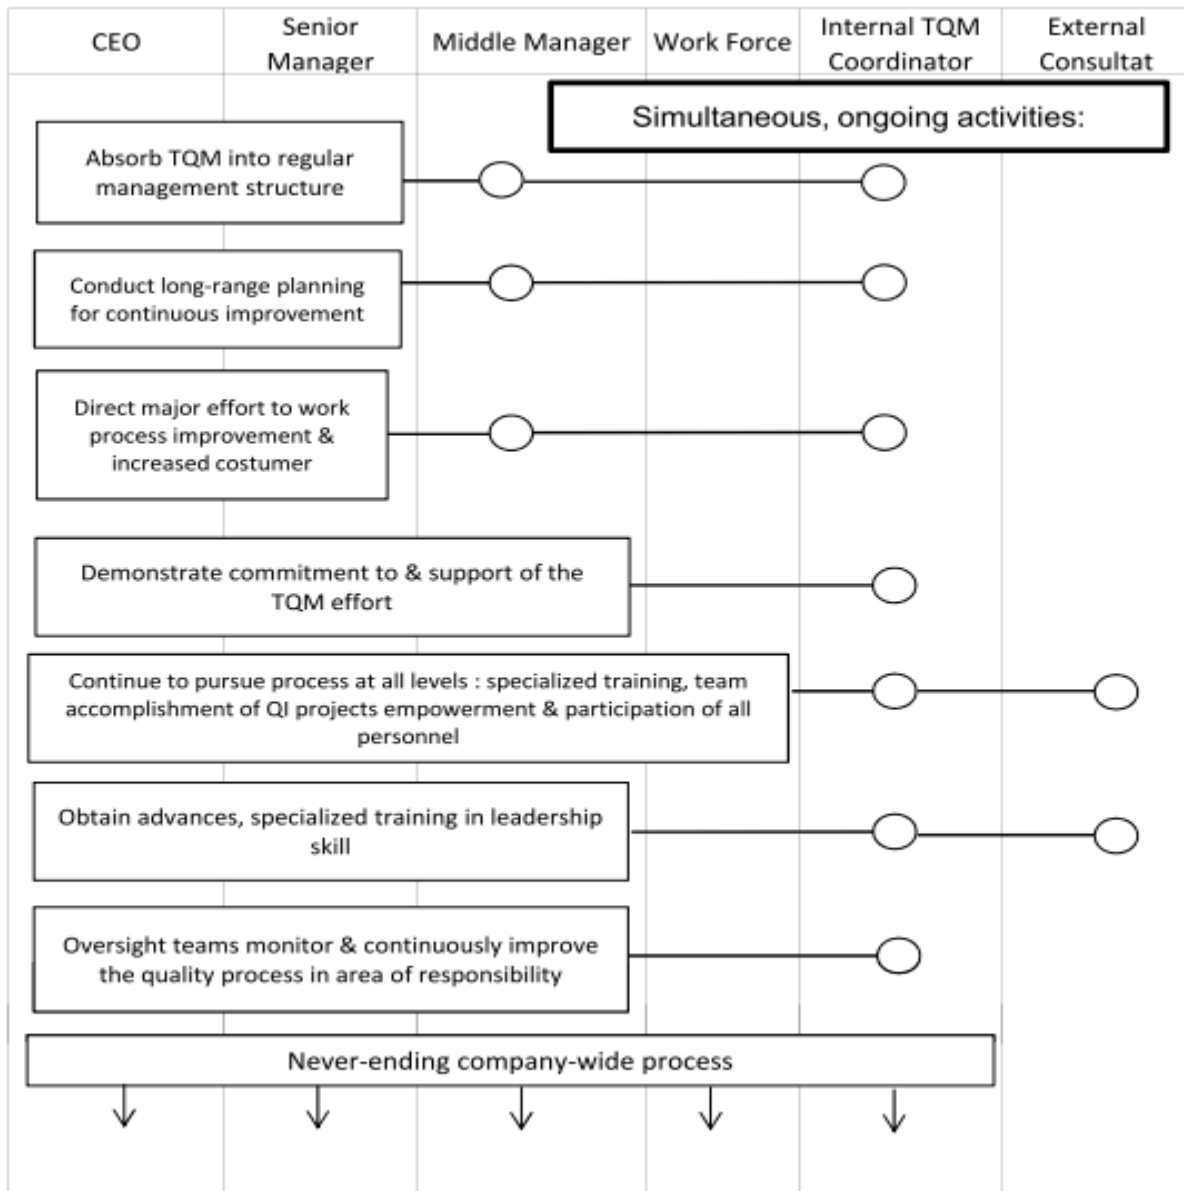 CEO
Senior
Manager
Middle Manager
Work Force
Internal TQM
Coordinator
External
Consultat
Simultaneous, ongoing activities:
Absorb TQM into regular
management structure
Conduct long-range planning
for continuous improvement
Direct major effort to work
process improvement &
increased costumer
Demonstrate commitment to & support of the
TQM effort
Continue to pursue process at all levels : specialized training, team
accomplishment of QI projects empowerment & participation of all
personnel
Obtain advances, specialized training in leadership
skill
Oversight teams monitor & continuously improve
the quality process in area of responsibility
Never-ending company-wide process